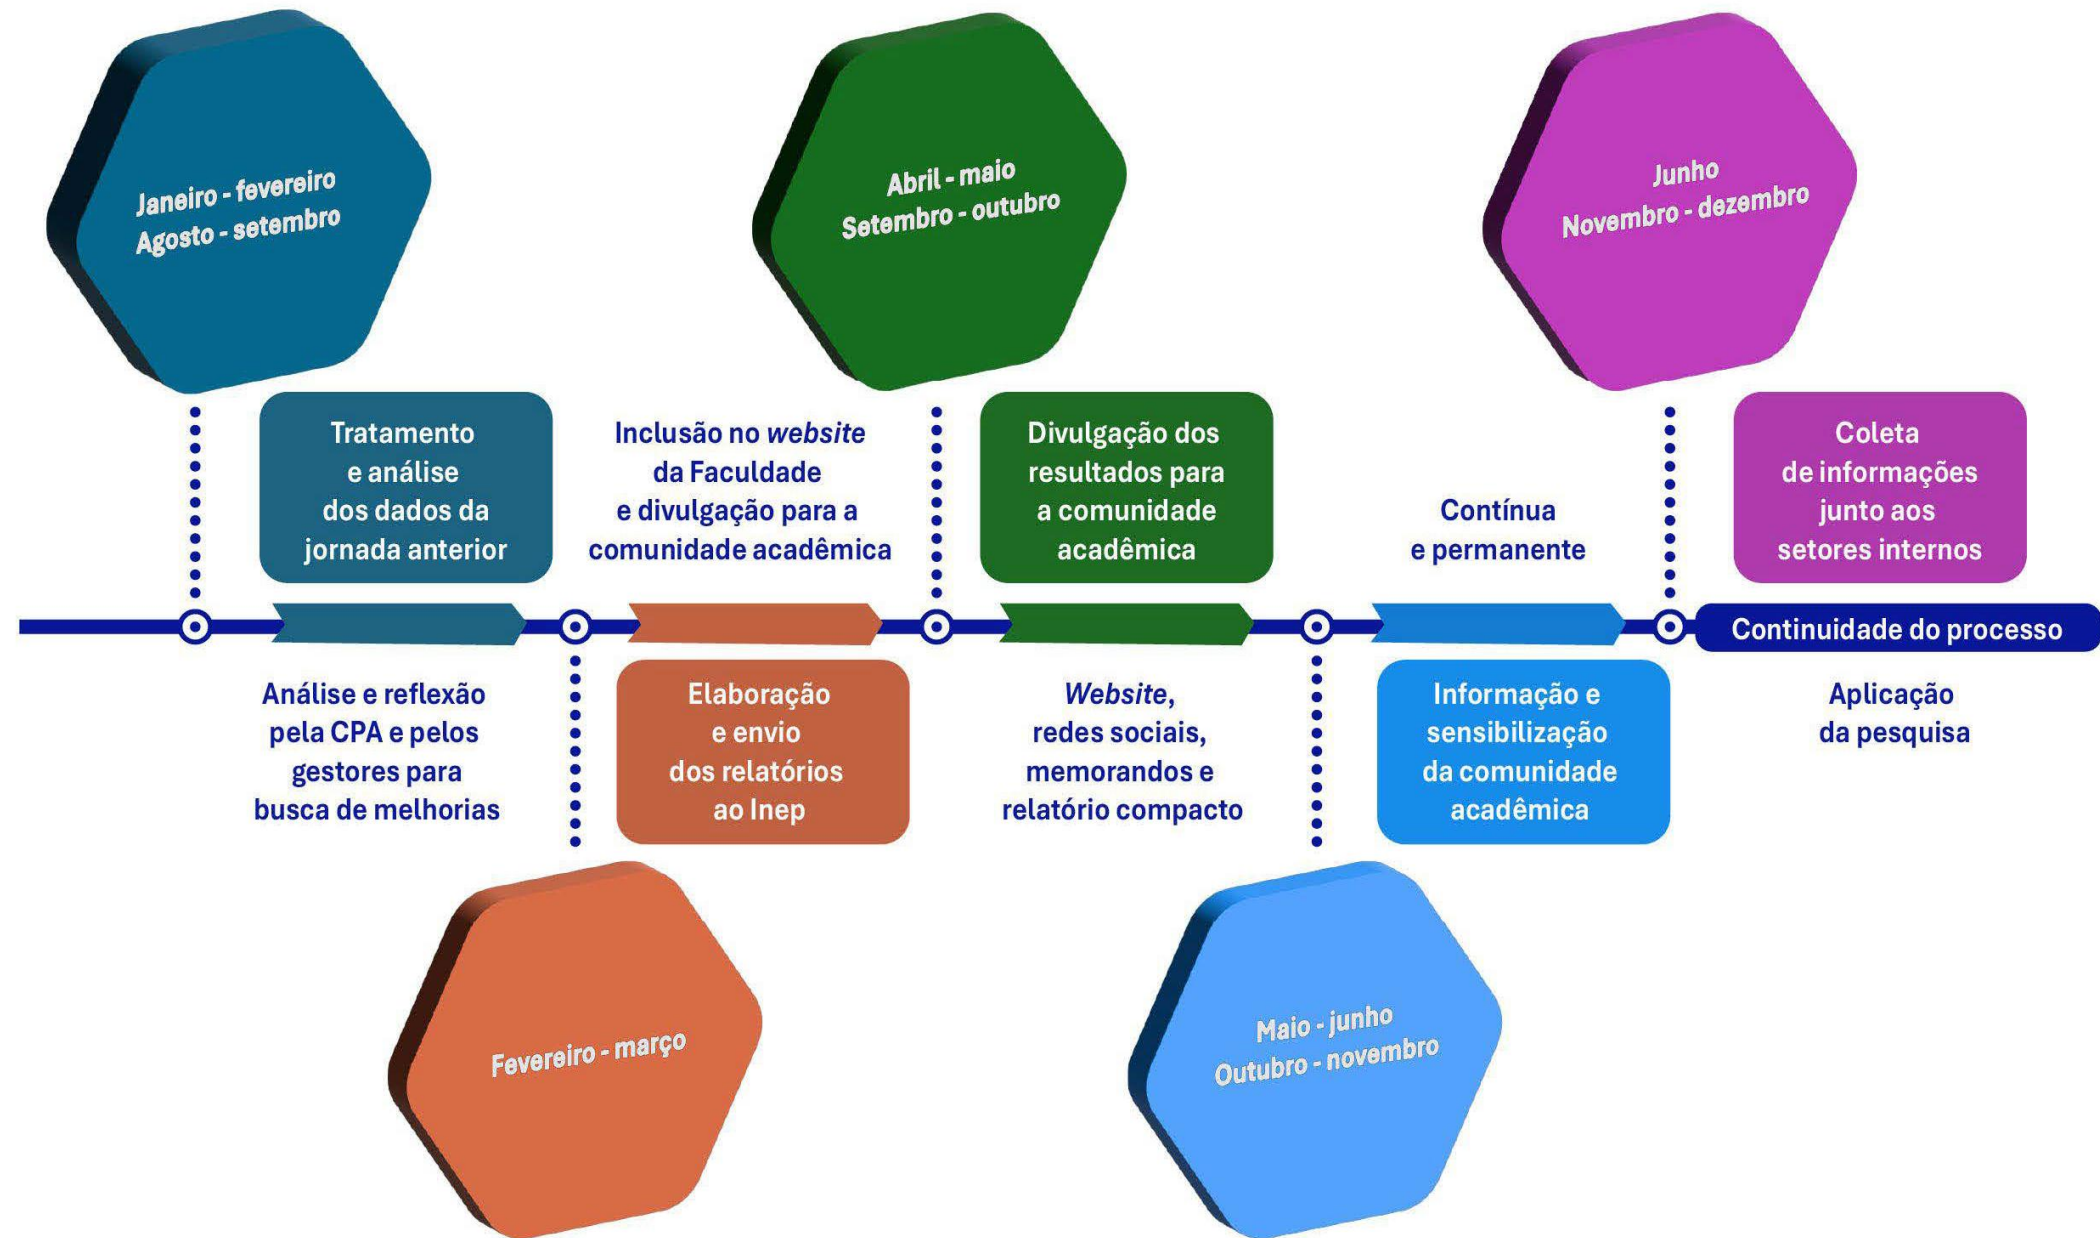 Janeiro - fevereiro
Agosto - setembro
Abril - maio
Setembro - outubro
Junho
Novembro - dezembro
Tratamento
e análise
dos dados da
jornada anterior
Inclusão no website
da Faculdade
e divulgação para a
comunidade acadêmica
Divulgação dos
resultados para
a comunidade
acadêmica
Contínua
e permanente
Coleta
de informações
junto aos
setores internos
Continuidade do processo
Análise e reflexão
pela CPA e pelos
gestores para
busca de melhorias
Elaboração
e envio
dos relatórios
ao Inep
Website,
redes sociais,
memorandos e
relatório compacto
Informação e
sensibilização
da comunidade
acadêmica
Aplicação
da pesquisa
Fevereiro - março
Maio - junho
Outubro - novembro